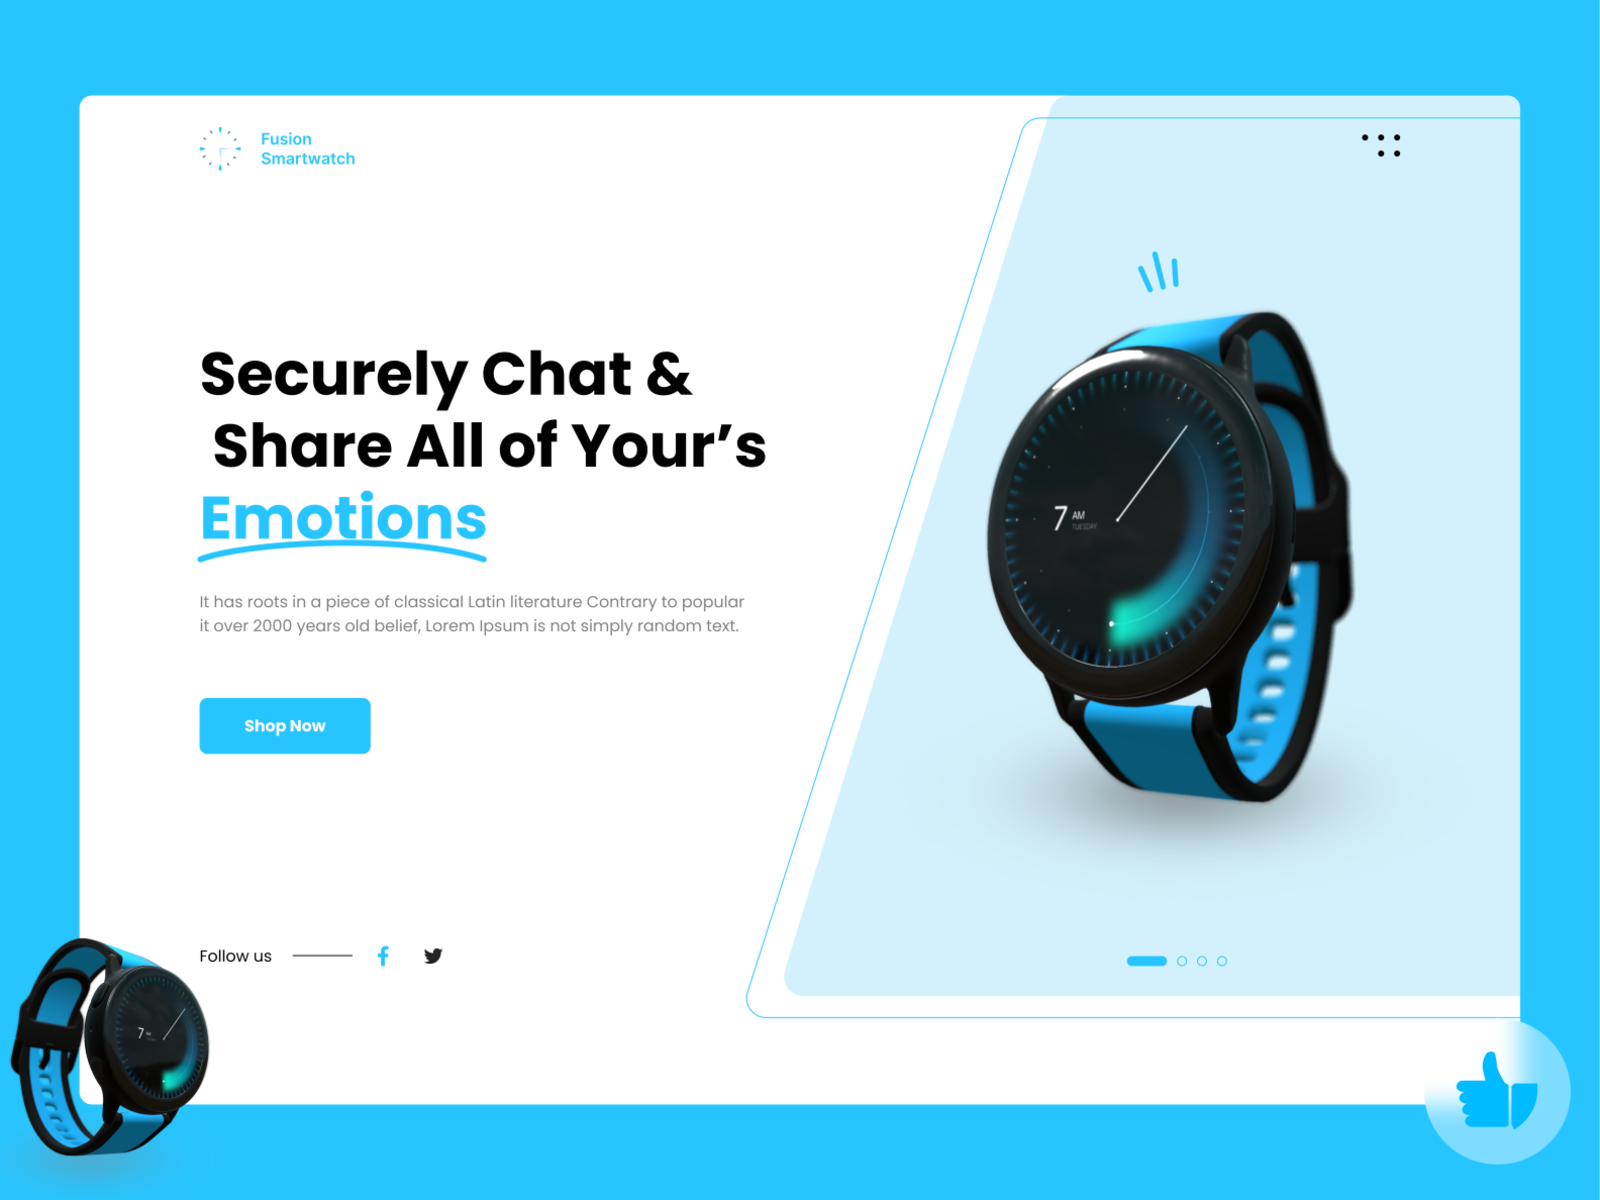 Fusion
Smartwatch
Securely Chat &
Share All of Your’s
Emotions
It has roots in a piece of classical Latin literature Contrary to popular
it over 2000 years old belief, Lorem Ipsum is not simply random text.
Shop Now
7 AM
TUESDAY
Follow us
7